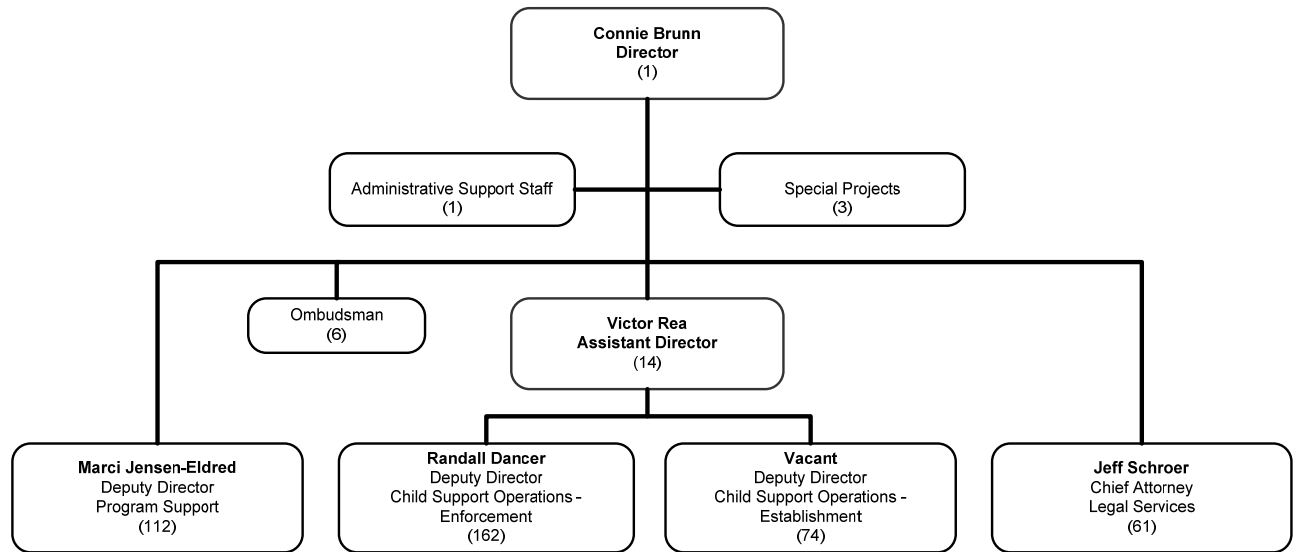 Connie Brunn
Director
(1)
Administrative Support Staff
(1)
Special Projects
(3)
Ombudsman
(6)
Victor Rea
Assistant Director
(14)
Marci Jensen-Eldred
Deputy Director
Program Support
(112)
Randall Dancer
Deputy Director
Child Support Operations –
Enforcement
(162)
Vacant
Deputy Director
Child Support Operations -
Establishment
(74)
Jeff Schroer
Chief Attorney
Legal Services
(61)